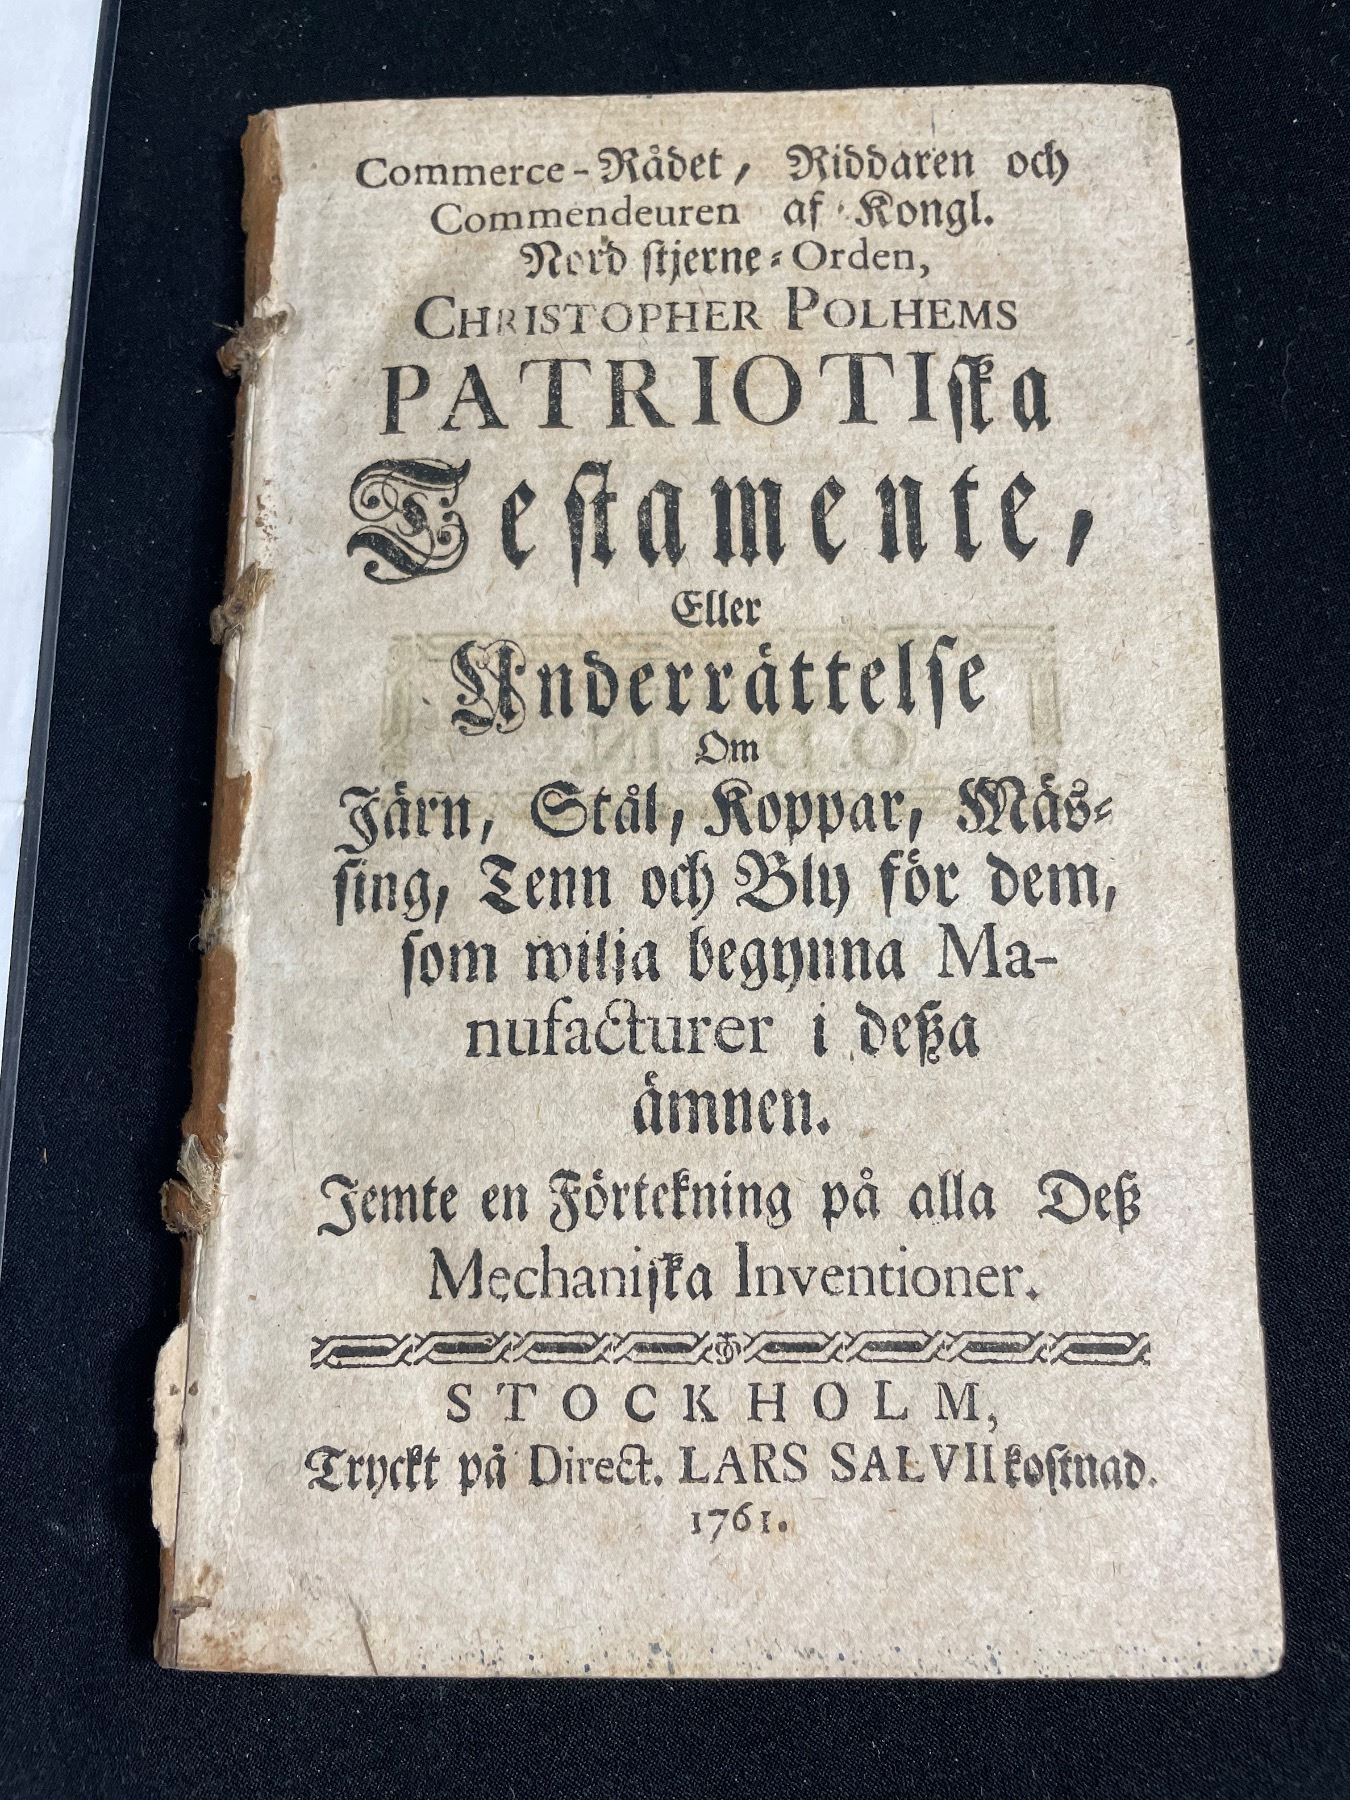 Commerce-Rådet, Riddaren och
Commendeuren af Kongl.
Nord stjerne-Orden,
CHRISTOPHER POLHEMS
PATRIOTIska
Testamente,
Eller
Underrättelse
Om
Järn, Stål, Koppar, Mäs-
sing, Tenn och Bly för dem,
som wilja begynna Ma-
nufacturer i deßa
ämnen.
Jemte en Förtekning på alla Deß
Mechaniska Inventioner.
STOCKHOLM,
Tryckt på Direct. LARS SALVII kostnad.
1761.